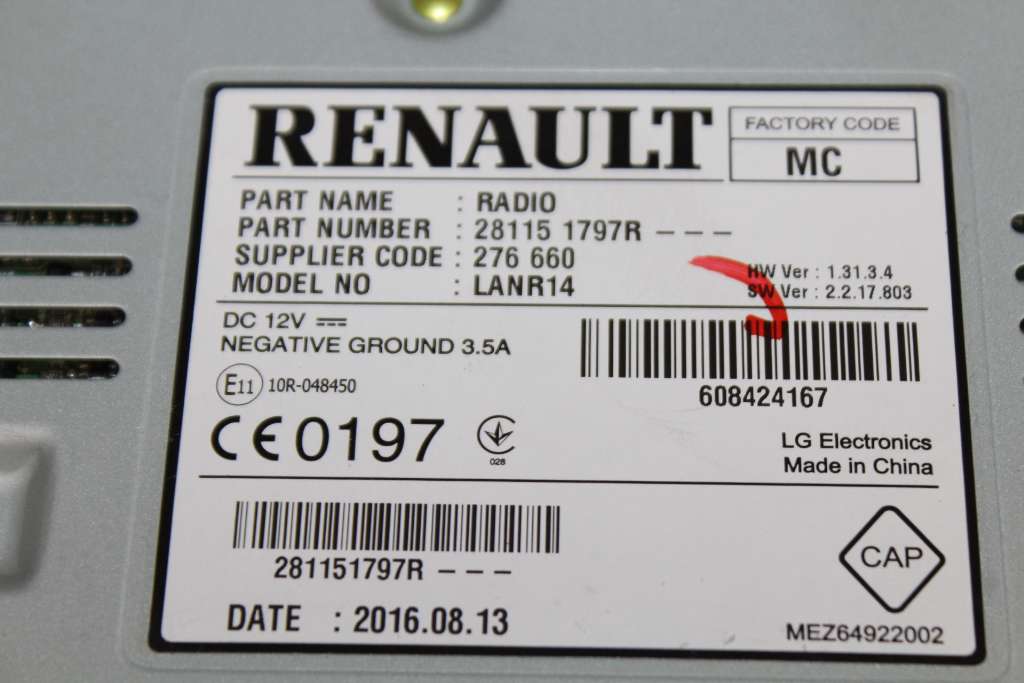 RENAULT
FACTORY CODE
MC
PART NAME : RADIO
PART NUMBER : 28115 1797R - - -
SUPPLIER CODE : 276 660
MODEL NO : LANR14
HW Ver : 1.31.3.4
SW Ver : 2.2.17.803
DC 12V
NEGATIVE GROUND 3.5A
E11 10R-048450
608424167
CE0197
028
LG Electronics
Made in China
281151797R - - -
CAP
DATE : 2016.08.13
MEZ64922002